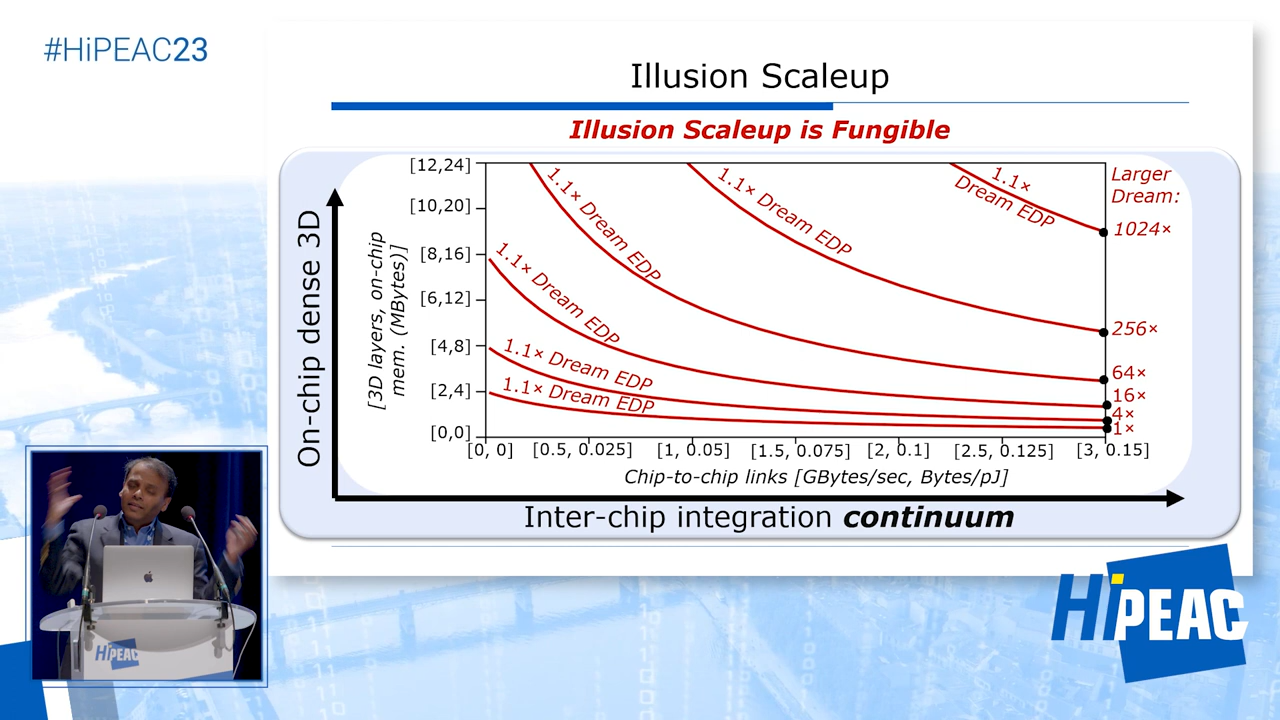 #HiPEAC23
Illusion Scaleup
Illusion Scaleup is Fungible
On-chip dense 3D
[3D layers, on-chip
mem. (MBytes)]
[12,24]
[10,20]
[8,16]
[6,12]
[4,8]
[2,4]
[0,0]
1.1× Dream EDP
1.1× Dream EDP
1.1× Dream EDP
1.1× Dream EDP
1.1× Dream EDP
1.1×
Dream EDP
Larger
Dream:
1024×
256×
64×
16×
4×
1×
[0, 0]
[0.5, 0.025]
[1, 0.05]
[1.5, 0.075]
[2, 0.1]
[2.5, 0.125]
[3, 0.15]
Chip-to-chip links [GBytes/sec, Bytes/pJ]
Inter-chip integration continuum
HiPEAC
HiPEAC